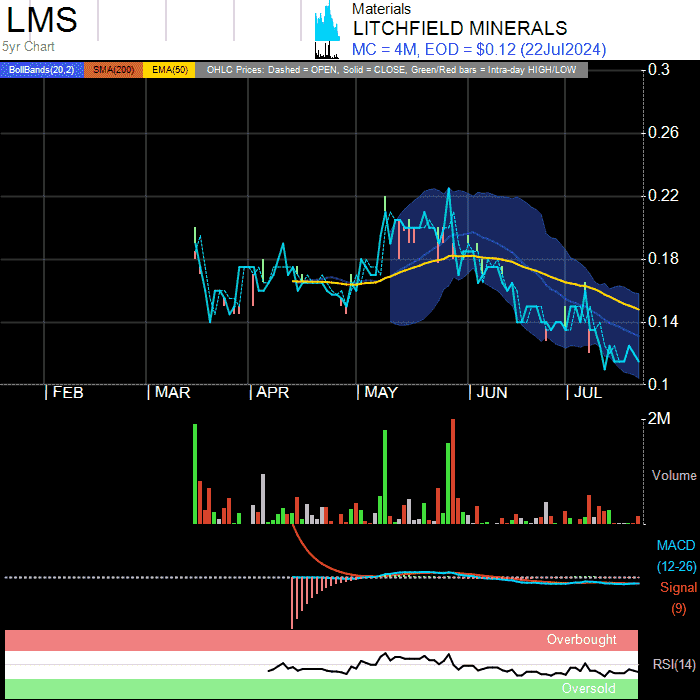 LMS
5yr Chart
Materials
LITCHFIELD MINERALS
MC = 4M, EOD = $0.12 (22Jul2024)
BollBands(20,2) SMA(200) EMA(50) OHLC Prices: Dashed = OPEN, Solid = CLOSE, Green/Red bars = Intra-day HIGH/LOW
0.3
0.26
0.22
0.18
0.14
0.1
FEB MAR APR MAY JUN JUL
2M
Volume
MACD
(12-26)
Signal
(9)
Overbought
RSI(14)
Oversold